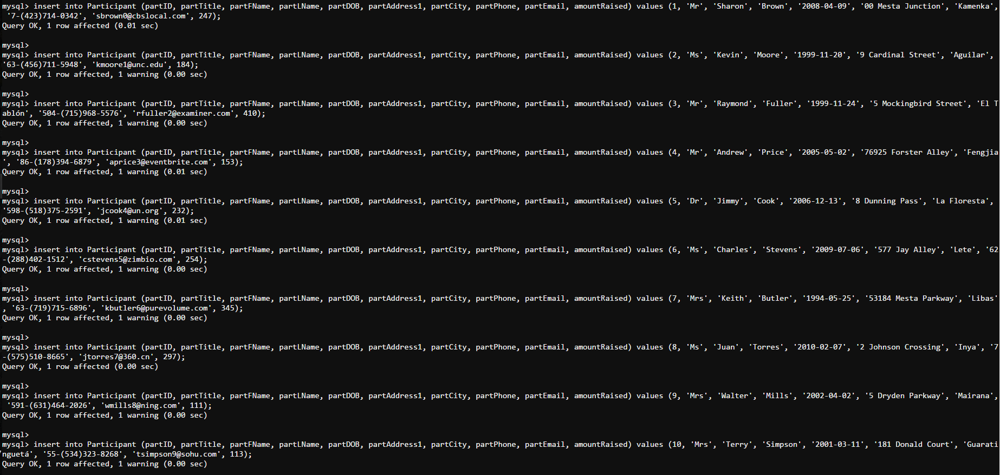 mysql> insert into Participant (partID, partTitle, partFName, partLName, partDOB, partAddress1, partCity, partPhone, partEmail, amountRaised) values (1, 'Mr', 'Sharon', 'Brown', '2008-04-09', '00 Mesta Junction', 'Kamenka',
'7-(423)714-0342', 'sbrown0@cbslocal.com', 247);
Query OK, 1 row affected (0.01 sec)
mysql>
mysql> insert into Participant (partID, partTitle, partFName, partLName, partDOB, partAddress1, partCity, partPhone, partEmail, amountRaised) values (2, 'Ms', 'Kevin', 'Moore', '1999-11-20', '9 Cardinal Street', 'Aguilar',
'63-(456)711-5948', 'kmoore1@unc.edu', 184);
Query OK, 1 row affected, 1 warning (0.00 sec)
mysql>
mysql> insert into Participant (partID, partTitle, partFName, partLName, partDOB, partAddress1, partCity, partPhone, partEmail, amountRaised) values (3, 'Mr', 'Raymond', 'Fuller', '1999-11-24', '5 Mockingbird Street', 'El T
ablón', '504-(715)968-5576', 'rfuller2@examiner.com', 410);
Query OK, 1 row affected, 1 warning (0.00 sec)
mysql>
mysql> insert into Participant (partID, partTitle, partFName, partLName, partDOB, partAddress1, partCity, partPhone, partEmail, amountRaised) values (4, 'Mr', 'Andrew', 'Price', '2005-05-02', '76925 Forster Alley', 'Fengjia
', '86-(178)394-6879', 'aprice3@eventbrite.com', 153);
Query OK, 1 row affected, 1 warning (0.01 sec)
mysql>
mysql> insert into Participant (partID, partTitle, partFName, partLName, partDOB, partAddress1, partCity, partPhone, partEmail, amountRaised) values (5, 'Dr', 'Jimmy', 'Cook', '2006-12-13', '8 Dunning Pass', 'La Floresta',
'598-(518)375-2591', 'jcook4@un.org', 232);
Query OK, 1 row affected, 1 warning (0.01 sec)
mysql>
mysql> insert into Participant (partID, partTitle, partFName, partLName, partDOB, partAddress1, partCity, partPhone, partEmail, amountRaised) values (6, 'Ms', 'Charles', 'Stevens', '2009-07-06', '577 Jay Alley', 'Lete', '62
-(288)402-1512', 'cstevens5@zimbio.com', 254);
Query OK, 1 row affected, 1 warning (0.00 sec)
mysql>
mysql> insert into Participant (partID, partTitle, partFName, partLName, partDOB, partAddress1, partCity, partPhone, partEmail, amountRaised) values (7, 'Mrs', 'Keith', 'Butler', '1994-05-25', '53184 Mesta Parkway', 'Libas'
, '63-(719)715-6896', 'kbutler6@purevolume.com', 345);
Query OK, 1 row affected, 1 warning (0.00 sec)
mysql>
mysql> insert into Participant (partID, partTitle, partFName, partLName, partDOB, partAddress1, partCity, partPhone, partEmail, amountRaised) values (8, 'Ms', 'Juan', 'Torres', '2010-02-07', '2 Johnson Crossing', 'Inya', '7
-(575)510-8665', 'jtorres7@360.cn', 297);
Query OK, 1 row affected (0.00 sec)
mysql>
mysql> insert into Participant (partID, partTitle, partFName, partLName, partDOB, partAddress1, partCity, partPhone, partEmail, amountRaised) values (9, 'Mrs', 'Walter', 'Mills', '2002-04-02', '5 Dryden Parkway', 'Mairana',
'591-(631)464-2026', 'wmills8@ning.com', 111);
Query OK, 1 row affected, 1 warning (0.00 sec)
mysql>
mysql> insert into Participant (partID, partTitle, partFName, partLName, partDOB, partAddress1, partCity, partPhone, partEmail, amountRaised) values (10, 'Mrs', 'Terry', 'Simpson', '2001-03-11', '181 Donald Court', 'Guarati
nguetá', '55-(534)323-8268', 'tsimpson9@sohu.com', 113);
Query OK, 1 row affected, 1 warning (0.00 sec)